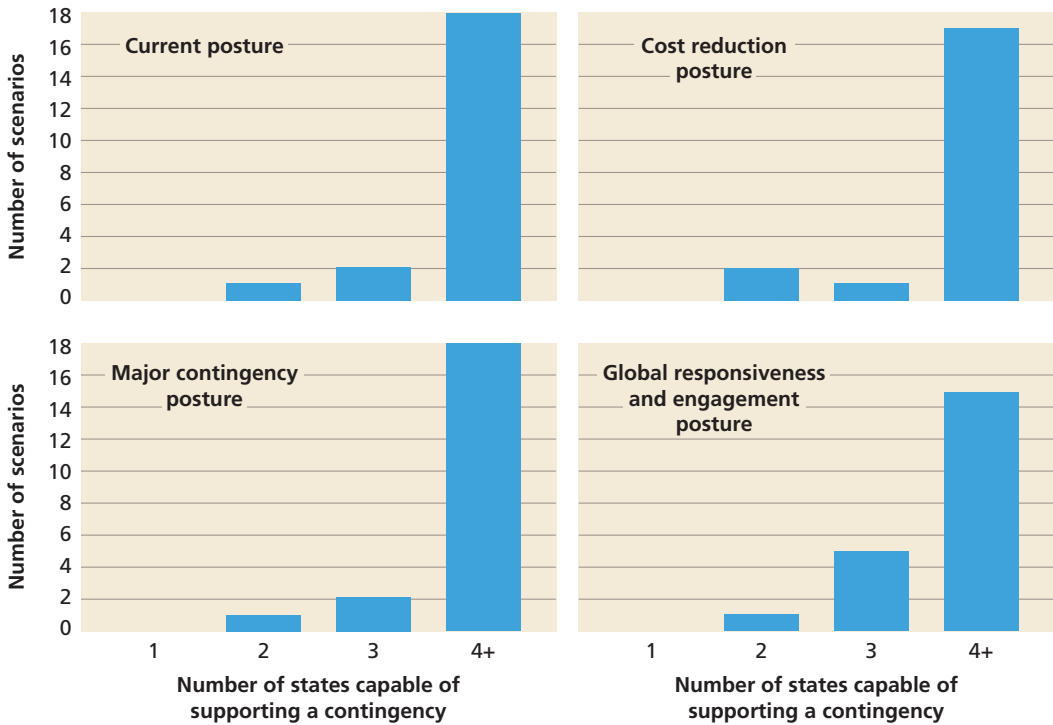 Number of scenarios
18
16
14
12
10
8
6
4
2
0
Current posture
Cost reduction
posture
Number of scenarios
18
16
14
12
10
8
6
4
2
0
Major contingency
posture
Global responsiveness
and engagement
posture
1 2 3 4+
1 2 3 4+
Number of states capable of
supporting a contingency
Number of states capable of
supporting a contingency